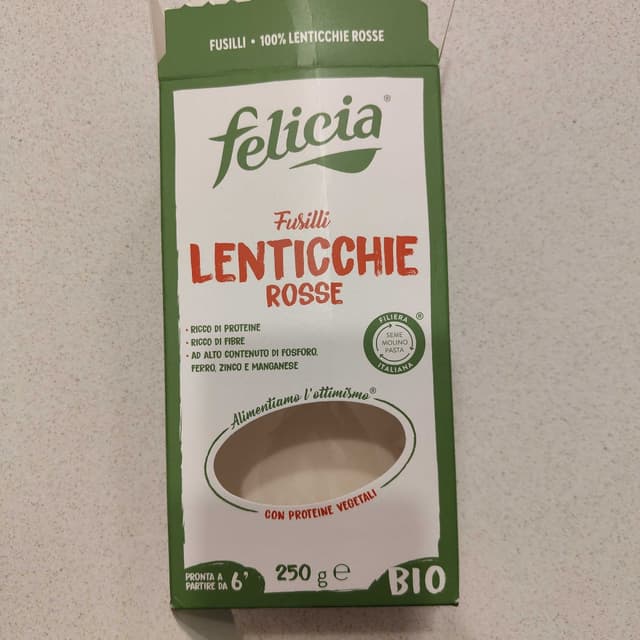 FUSILLI • 100% LENTICCHIE ROSSE
felicia®
Fusilli
LENTICCHIE
ROSSE
• RICCO DI PROTEINE
• RICCO DI FIBRE
• AD ALTO CONTENUTO DI FOSFORO,
FERRO, ZINCO E MANGANESE
FILIERA ®
SEME
MOLINO
PASTA
ITALIANA
Alimentiamo l'ottimismo®
CON PROTEINE VEGETALI
PRONTA A
PARTIRE DA 6'
250 g ℮
BIO